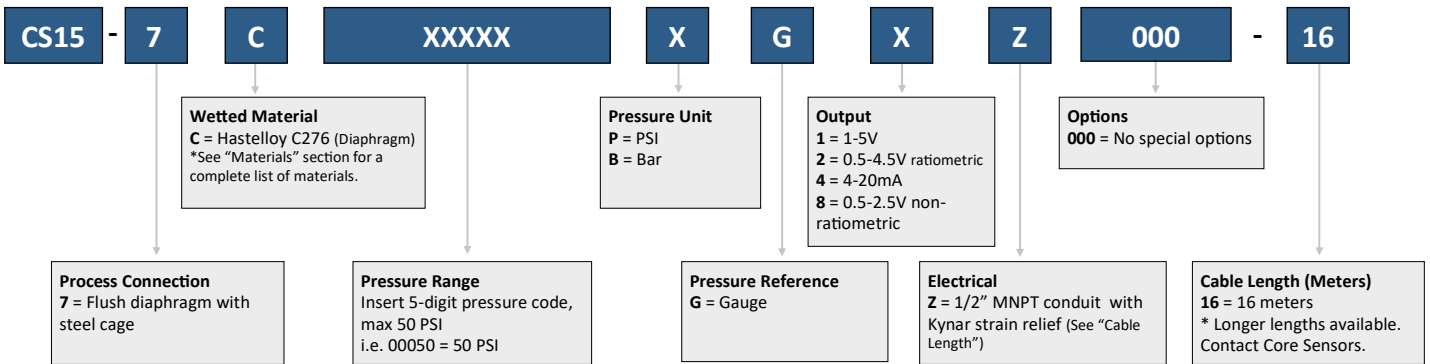 CS15 - 7 C XXXXX X G X Z 000 - 16
Wetted Material
C = Hastelloy C276 (Diaphragm)
*See “Materials” section for a
complete list of materials.
Pressure Unit
P = PSI
B = Bar
Output
1 = 1-5V
2 = 0.5-4.5V ratiometric
4 = 4-20mA
8 = 0.5-2.5V non-
ratiometric
Options
000 = No special options
Process Connection
7 = Flush diaphragm with
steel cage
Pressure Range
Insert 5-digit pressure code,
max 50 PSI
i.e. 00050 = 50 PSI
Pressure Reference
G = Gauge
Electrical
Z = 1/2” MNPT conduit with
Kynar strain relief (See “Cable
Length”)
Cable Length (Meters)
16 = 16 meters
* Longer lengths available.
Contact Core Sensors.